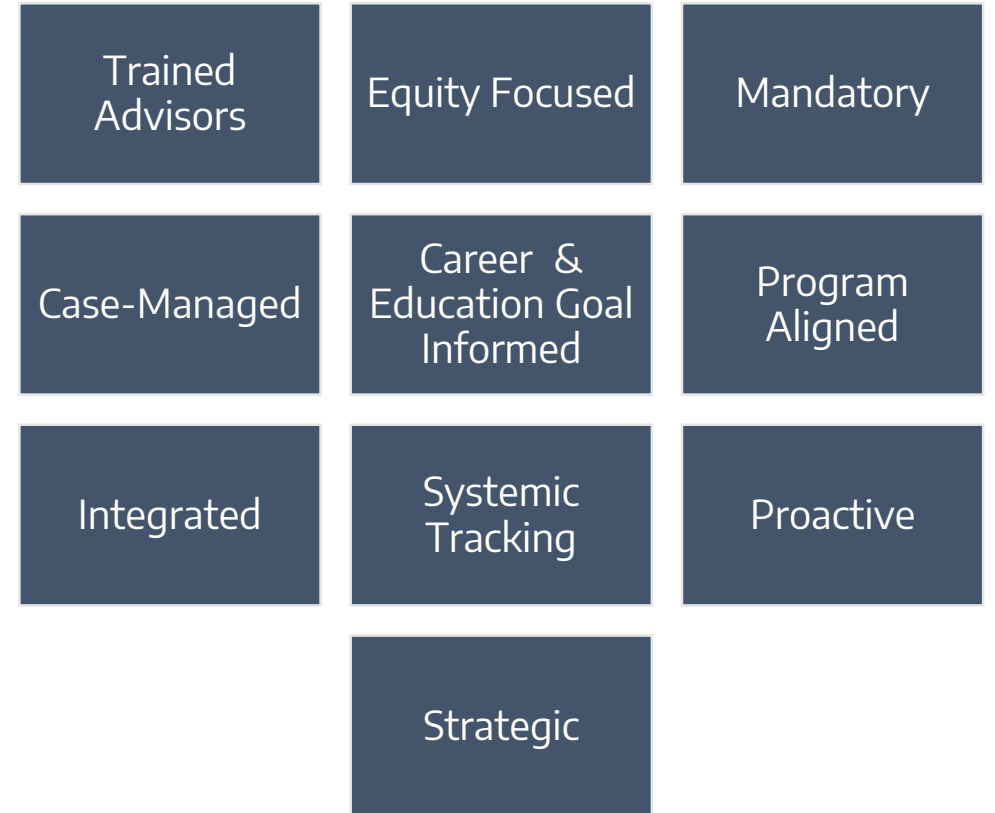 Trained
Advisors
Equity Focused
Mandatory
Case-Managed
Career & 
Education Goal
Informed
Program
Aligned
Integrated
Systemic
Tracking
Proactive
Strategic